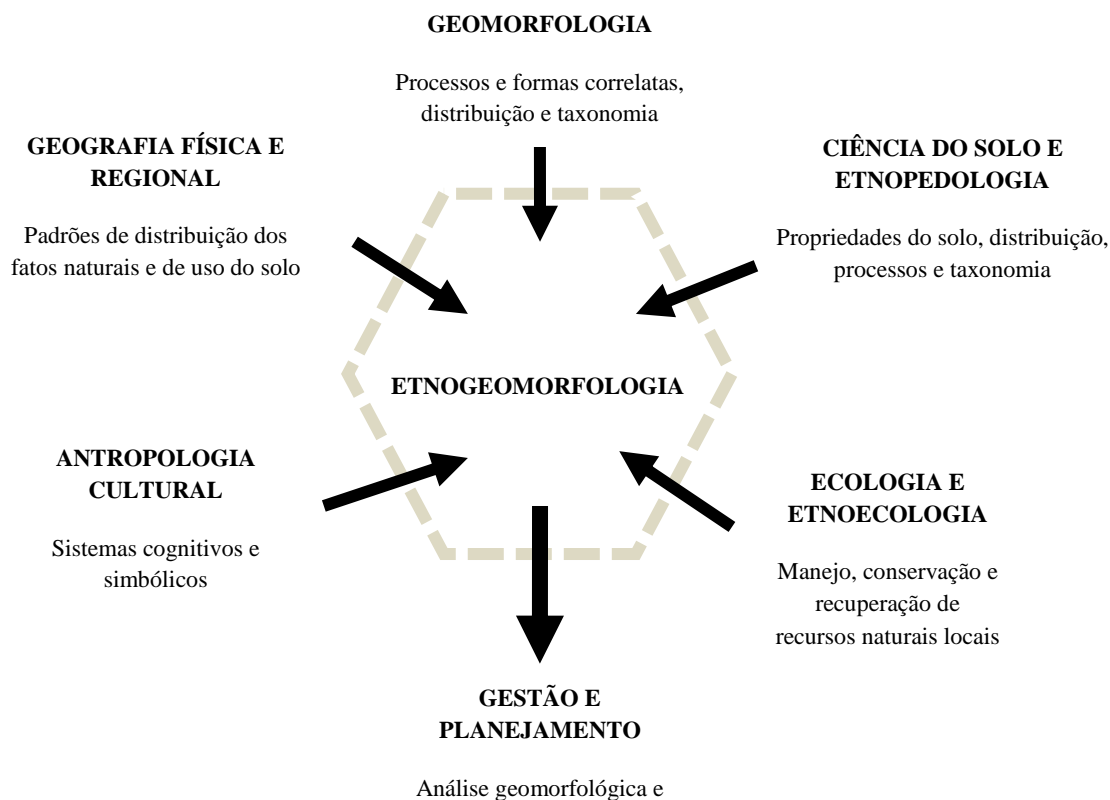 GEOMORFOLOGIA
Processos e formas correlatas,
distribuição e taxonomia
GEOGRAFIA FÍSICA E
REGIONAL
Padrões de distribuição dos
fatos naturais e de uso do solo
CIÊNCIA DO SOLO E
ETNOPEDOLOGIA
Propriedades do solo, distribuição,
processos e taxonomia
ETNOGEOMORFOLOGIA
ANTROPOLOGIA
CULTURAL
Sistemas cognitivos e
simbólicos
ECOLOGIA E
ETNOECOLOGIA
Manejo, conservação e
recuperação de
recursos naturais locais
GESTÃO E
PLANEJAMENTO
Análise geomorfológica e